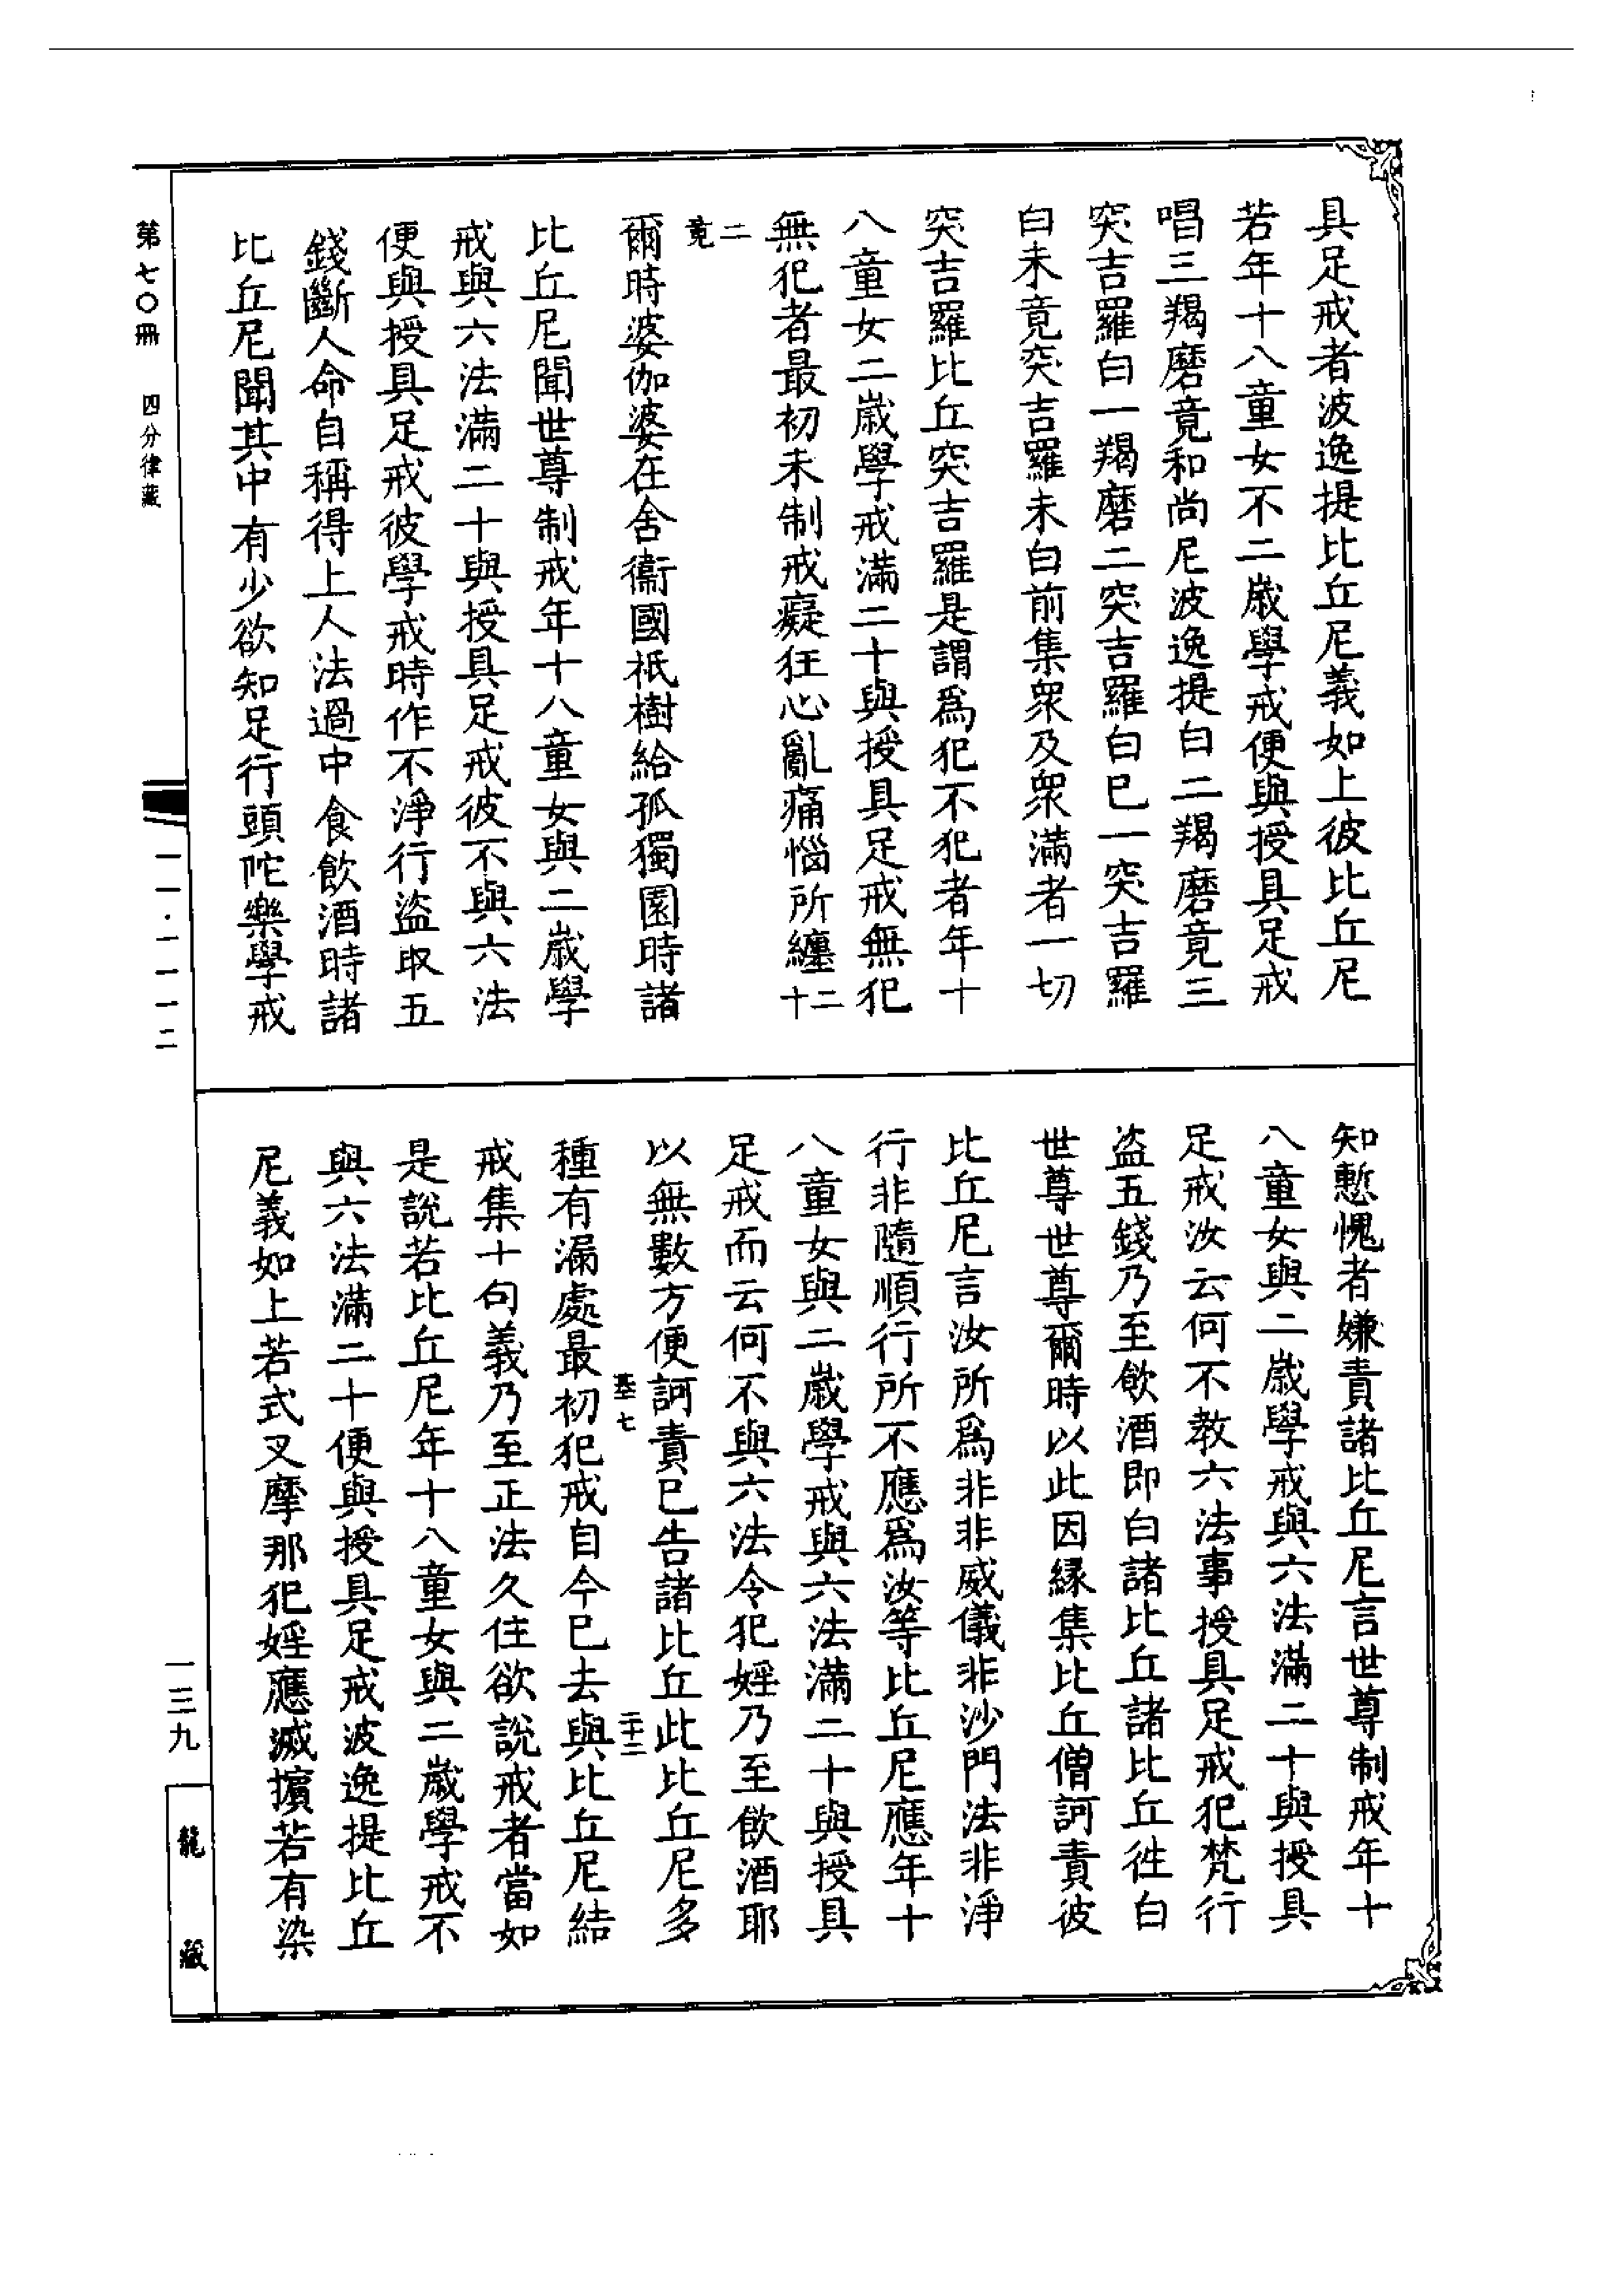 具足戒者波逸提比丘尼義如上彼比丘尼
若年十八童女不二歲學戒便與授具足戒
唱三羯磨竟和尚尼波逸提白二羯磨竟三
突吉羅白一羯磨二突吉羅白已一突吉羅
白未竟突吉羅未白前集衆及衆滿者一切
突吉羅比丘突吉羅是謂爲犯不犯者年十
八童女二歲學戒滿二十與授具足戒無犯
無犯者最初未制戒癡狂心亂痛惱所纏二十
二竟
爾時婆伽婆在舍衞國祇樹給孤獨園時諸
比丘尼聞世尊制戒年十八童女與二歲學
戒與六法滿二十與授具足戒彼不與六法
便與授具足戒彼學戒時作不淨行盜取五
錢斷人命自稱得上人法過中食飲酒時諸
比丘尼聞其中有少欲知足行頭陀樂學戒
知慙愧者嫌責諸比丘尼言世尊制戒年十
八童女與二歲學戒與六法滿二十與授具
足戒汝云何不教六法事授具足戒犯梵行
盜五錢乃至飲酒即白諸比丘諸比丘徃白
世尊世尊爾時以此因緣集比丘僧訶責彼
比丘尼言汝所爲非非威儀非沙門法非淨
行非隨順行所不應爲汝等比丘尼應年十
八童女與二歲學戒與六法滿二十與授具
足戒而云何不與六法令犯婬乃至飲酒耶
以無數方便訶責已告諸比丘此比丘尼多
基七
二十二
種有漏處最初犯戒自今已去與比丘尼結
戒集十句義乃至正法久住欲說戒者當如
是說若比丘尼年十八童女與二歲學戒不
與六法滿二十便與授具足戒波逸提比丘
尼義如上若式叉摩那犯婬應滅擯若有染
第七〇冊 四分律藏
一一·一一一二
一三九
龍藏